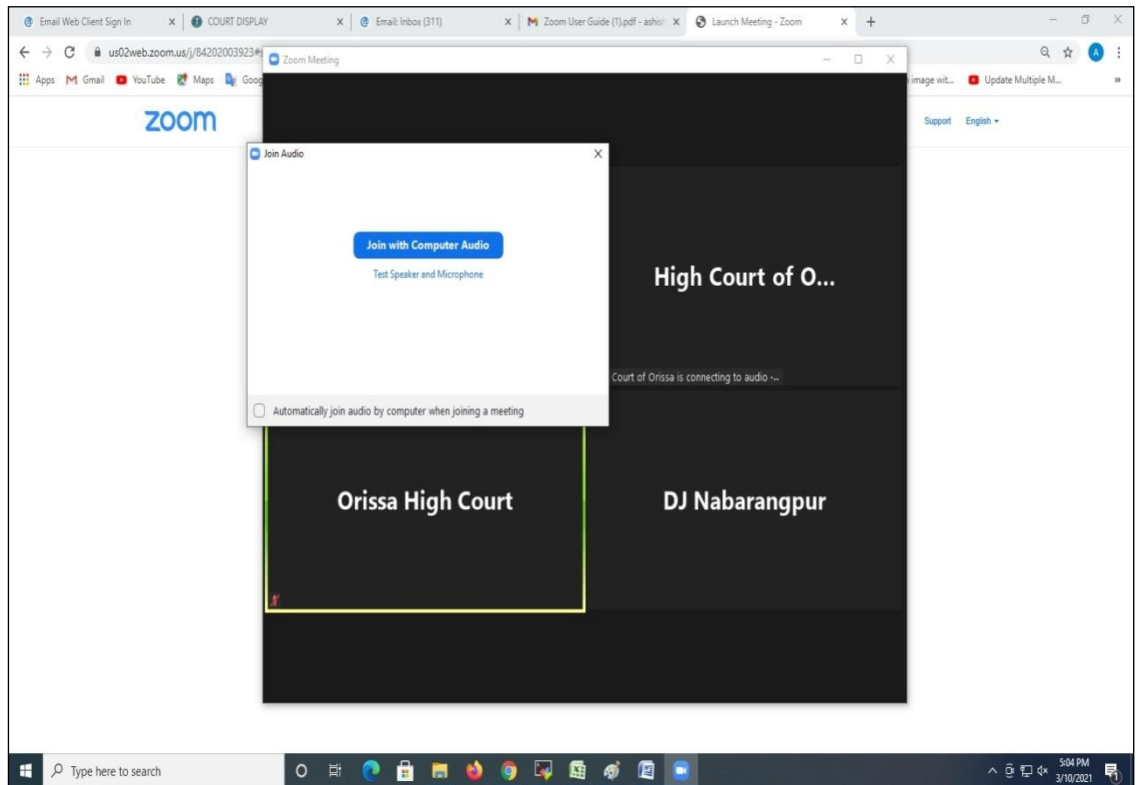 Email Web Client Sign In
COURT DISPLAY
Email: Inbox (311)
Zoom User Guide (1).pdf - ashish
Launch Meeting - Zoom
us02web.zoom.us/j/84202003923#s
A
Apps
Gmail
YouTube
Maps
Goog
image wit...
Update Multiple M...
»
zoom
Support
English
Zoom Meeting
Join Audio
Join with Computer Audio
Test Speaker and Microphone
Automatically join audio by computer when joining a meeting
High Court of O...
Court of Orissa is connecting to audio ·..
Orissa High Court
DJ Nabarangpur
Type here to search
5:04 PM
3/10/2021
1